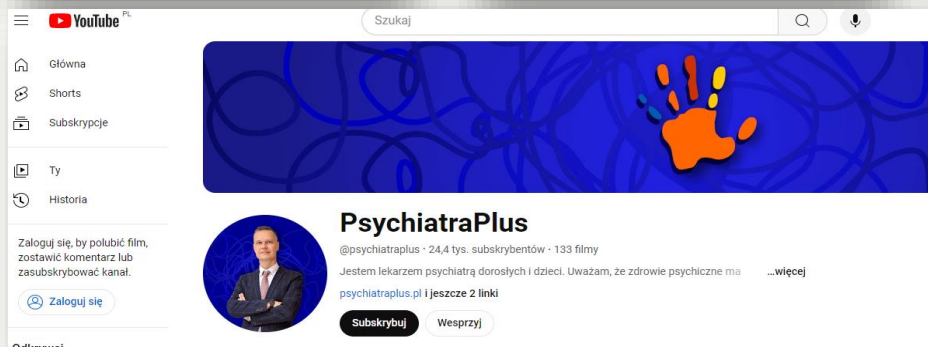 YouTube PL
Szukaj
Główna
Shorts
Subskrypcje
Ty
Historia
Zaloguj się, by polubić film,
zostawić komentarz lub
zasubskrybować kanał.
Zaloguj się
PsychiatraPlus
@psychiatraplus · 24,4 tys. subskrybentów · 133 filmy
Jestem lekarzem psychiatrą dorosłych i dzieci. Uważam, że zdrowie psychiczne ma ...więcej
psychiatraplus.pl i jeszcze 2 linki
Subskrybuj Wesprzyj